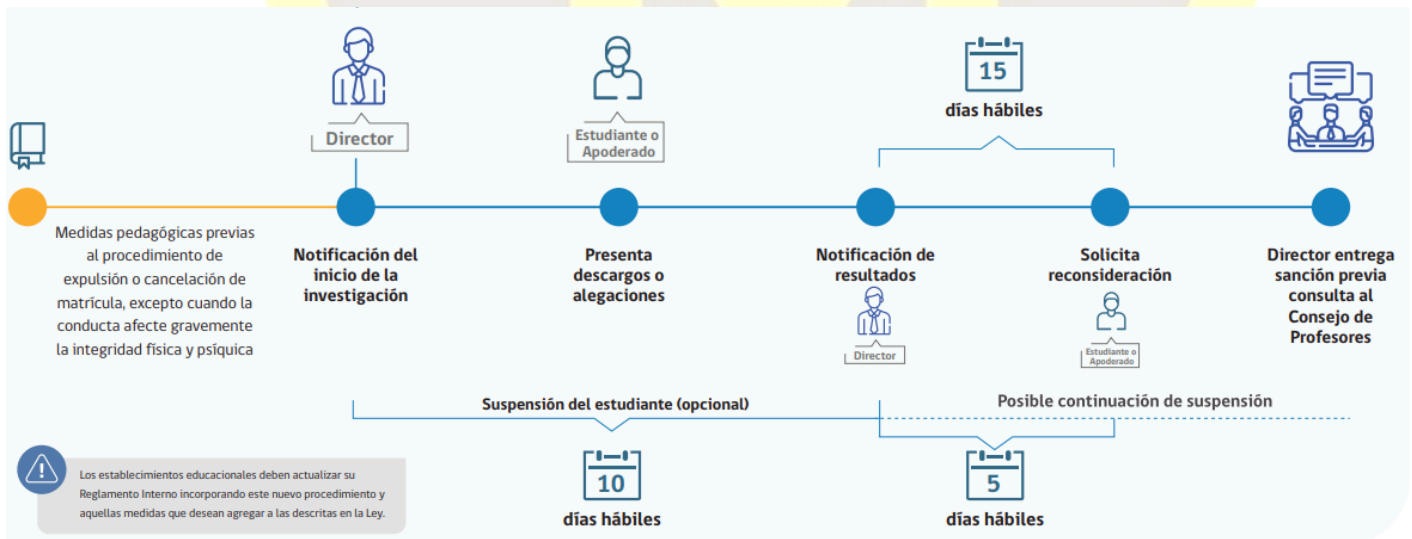 15
días hábiles
Director
Estudiante o
Apoderado
Medidas pedagógicas previas
al procedimiento de
expulsión o cancelación de
matrícula, excepto cuando la
conducta afecte gravemente
la integridad física y psíquica
Notificación del
inicio de la
investigación
Presenta
descargos o
alegaciones
Notificación de
resultados
Director
Solicita
reconsideración
Estudiante o
Apoderado
Director entrega
sanción previa
consulta al
Consejo de
Profesores
Suspensión del estudiante (opcional)
Posible continuación de suspensión
10
días hábiles
5
días hábiles
Los establecimientos educacionales deben actualizar su
Reglamento Interno incorporando este nuevo procedimiento y
aquellas medidas que desean agregar a las descritas en la Ley.